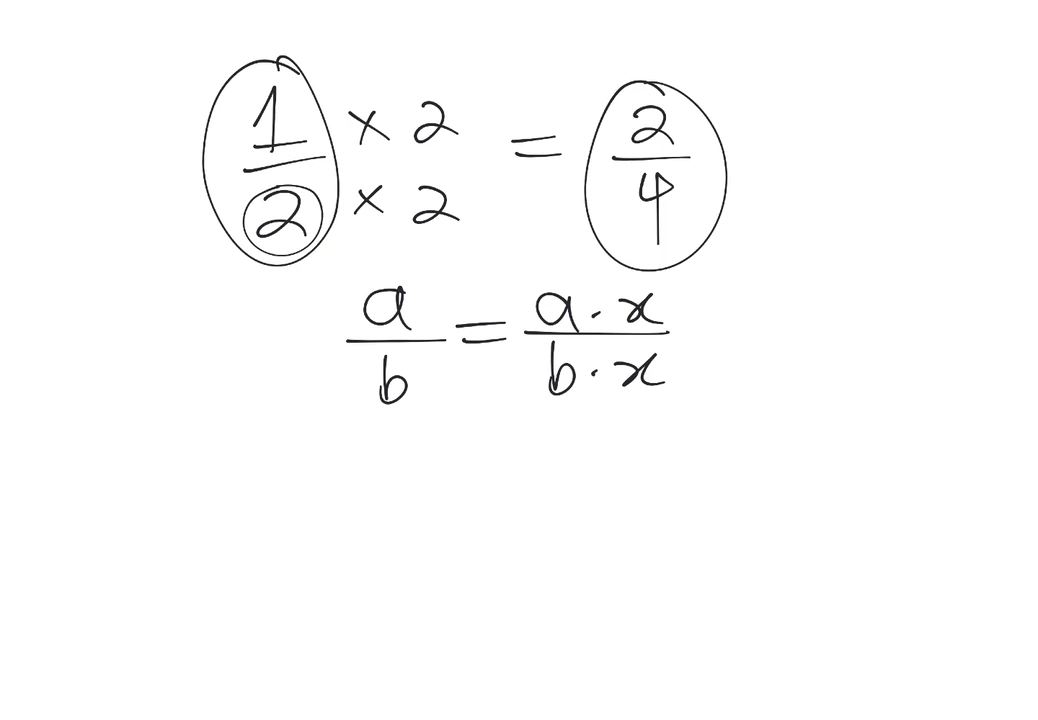 1/2 × 2 / × 2 = 2/4
a/b = a · x / b · x